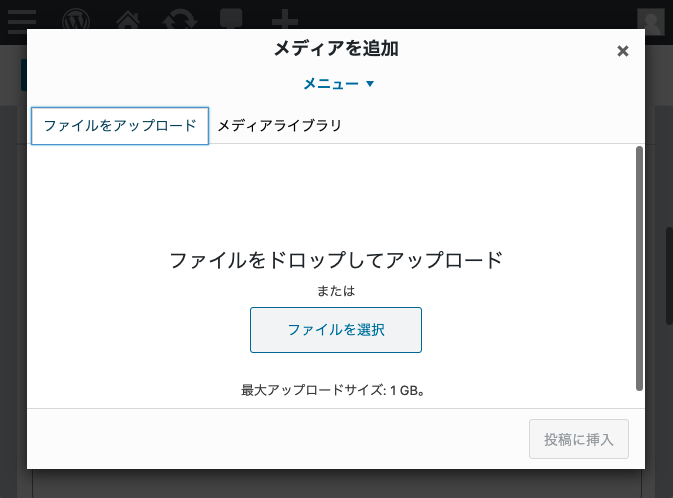 メディアを追加
メニュー
ファイルをアップロード
メディアライブラリ
ファイルをドロップしてアップロード
または
ファイルを選択
最大アップロードサイズ: 1 GB。
投稿に挿入